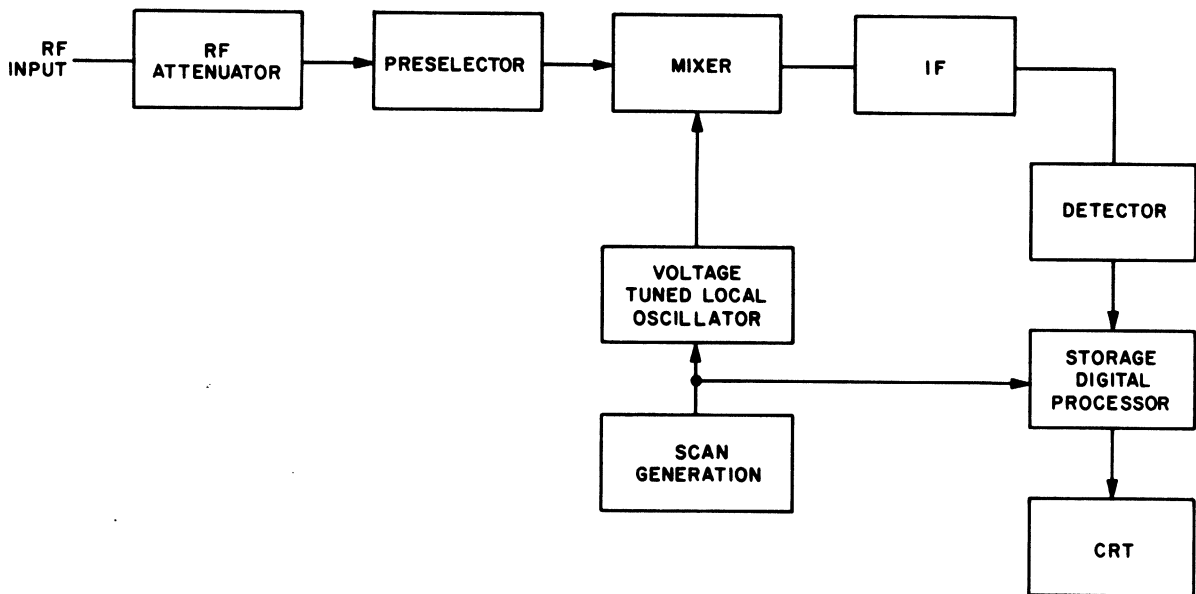 RF
INPUT
RF
ATTENUATOR
PRESELECTOR
MIXER
IF
DETECTOR
VOLTAGE
TUNED LOCAL
OSCILLATOR
STORAGE
DIGITAL
PROCESSOR
SCAN
GENERATION
CRT